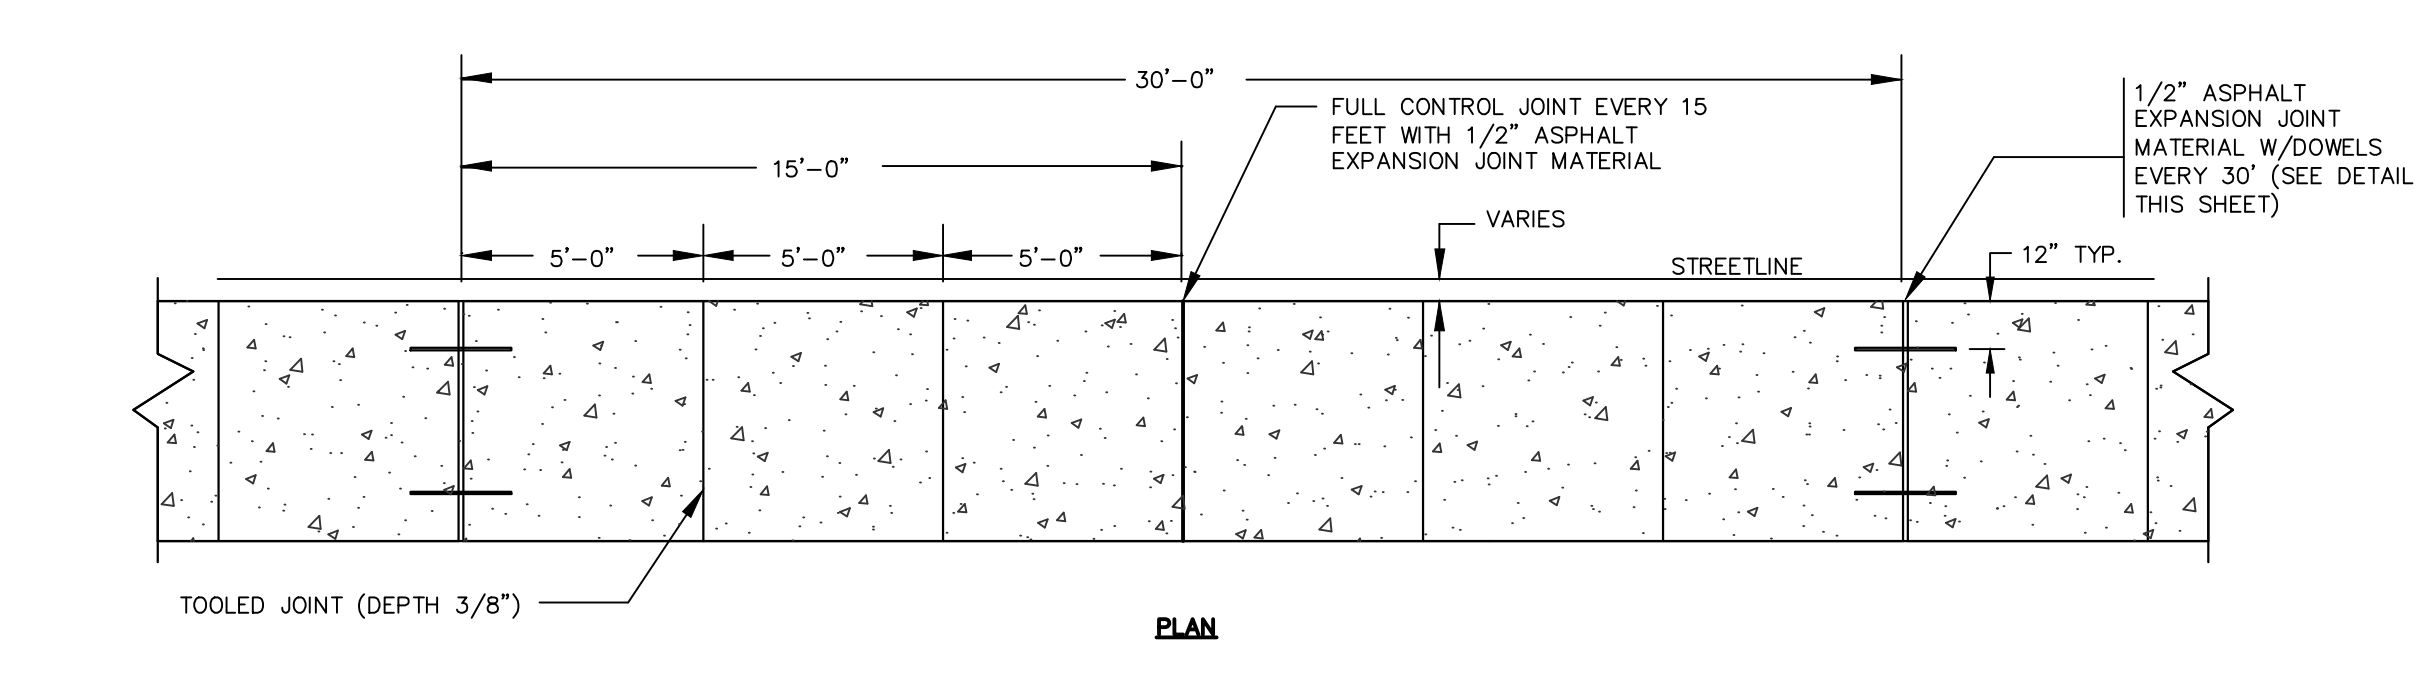 30'-0"
FULL CONTROL JOINT EVERY 15
FEET WITH 1/2" ASPHALT
EXPANSION JOINT MATERIAL
1/2" ASPHALT
EXPANSION JOINT
MATERIAL W/DOWELS
EVERY 30' (SEE DETAIL
THIS SHEET)
15'-0"
VARIES
5'-0"
5'-0"
5'-0"
STREETLINE
12" TYP.
TOOLED JOINT (DEPTH 3/8")
PLAN